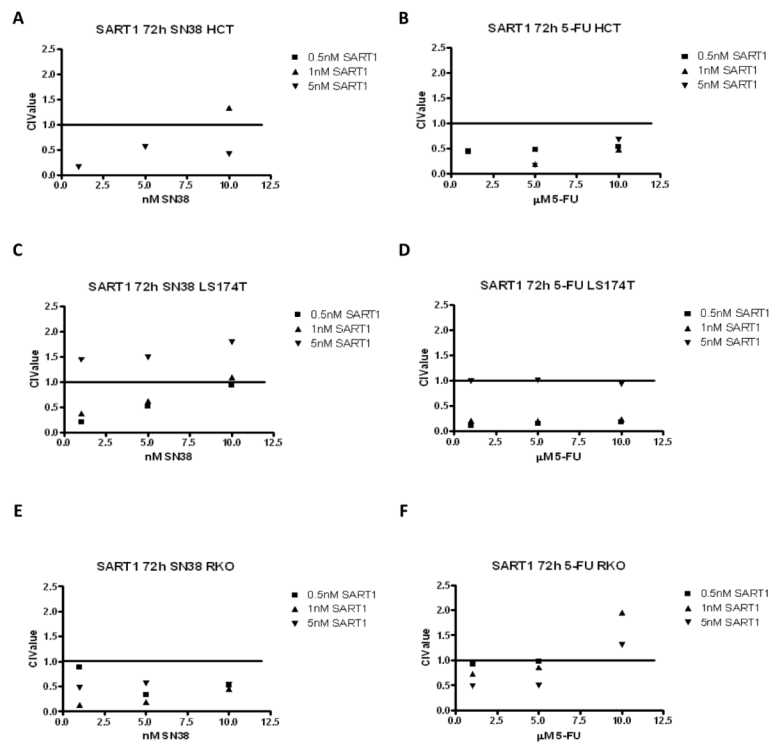 A
SART1 72h SN38 HCT
0.5nM SART1
1nM SART1
5nM SART1
CIValue
2.5
2.0
1.5
1.0
0.5
0.0
0.0 2.5 5.0 7.5 10.0 12.5
nM SN38
B
SART1 72h 5-FU HCT
0.5nM SART1
1nM SART1
5nM SART1
CIValue
2.5
2.0
1.5
1.0
0.5
0.0
0.0 2.5 5.0 7.5 10.0 12.5
µM 5-FU
C
SART1 72h SN38 LS174T
0.5nM SART1
1nM SART1
5nM SART1
CIValue
2.5
2.0
1.5
1.0
0.5
0.0
0.0 2.5 5.0 7.5 10.0 12.5
nM SN38
D
SART1 72h 5-FU LS174T
0.5nM SART1
1nM SART1
5nM SART1
CIValue
2.5
2.0
1.5
1.0
0.5
0.0
0.0 2.5 5.0 7.5 10.0 12.5
µM 5-FU
E
SART1 72h SN38 RKO
0.5nM SART1
1nM SART1
5nM SART1
CIValue
2.5
2.0
1.5
1.0
0.5
0.0
0.0 2.5 5.0 7.5 10.0 12.5
nM SN38
F
SART1 72h 5-FU RKO
0.5nM SART1
1nM SART1
5nM SART1
CIValue
2.5
2.0
1.5
1.0
0.5
0.0
0.0 2.5 5.0 7.5 10.0 12.5
µM 5-FU